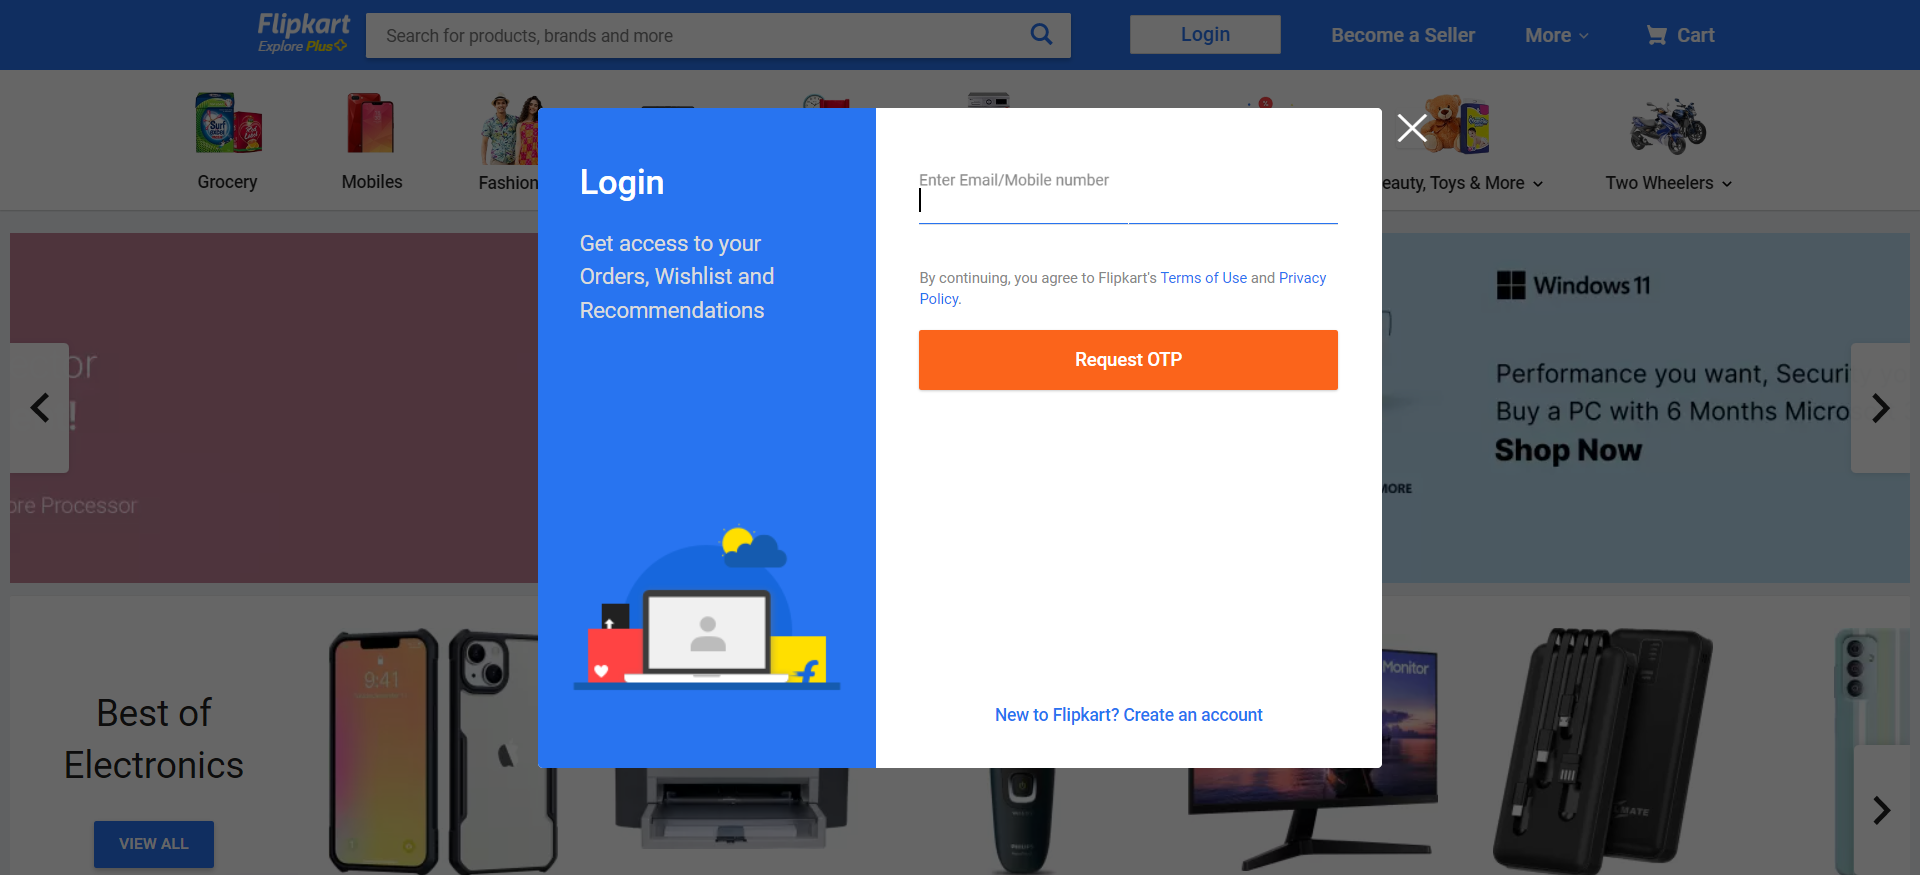 Flipkart
Explore Plus
Search for products, brands and more
Login
Become a Seller
More
Cart
Grocery
Mobiles
Fashion
eauty, Toys & More
Two Wheelers
Login
Get access to your
Orders, Wishlist and
Recommendations
Enter Email/Mobile number
By continuing, you agree to Flipkart's Terms of Use and Privacy
Policy.
Request OTP
New to Flipkart? Create an account
or
!
ore Processor
Windows 11
Performance you want, Securi
Buy a PC with 6 Months Micro
Shop Now
MORE
Best of
Electronics
VIEW ALL
9:41
Monitor
Surf
excel
PHILIPS
MATE